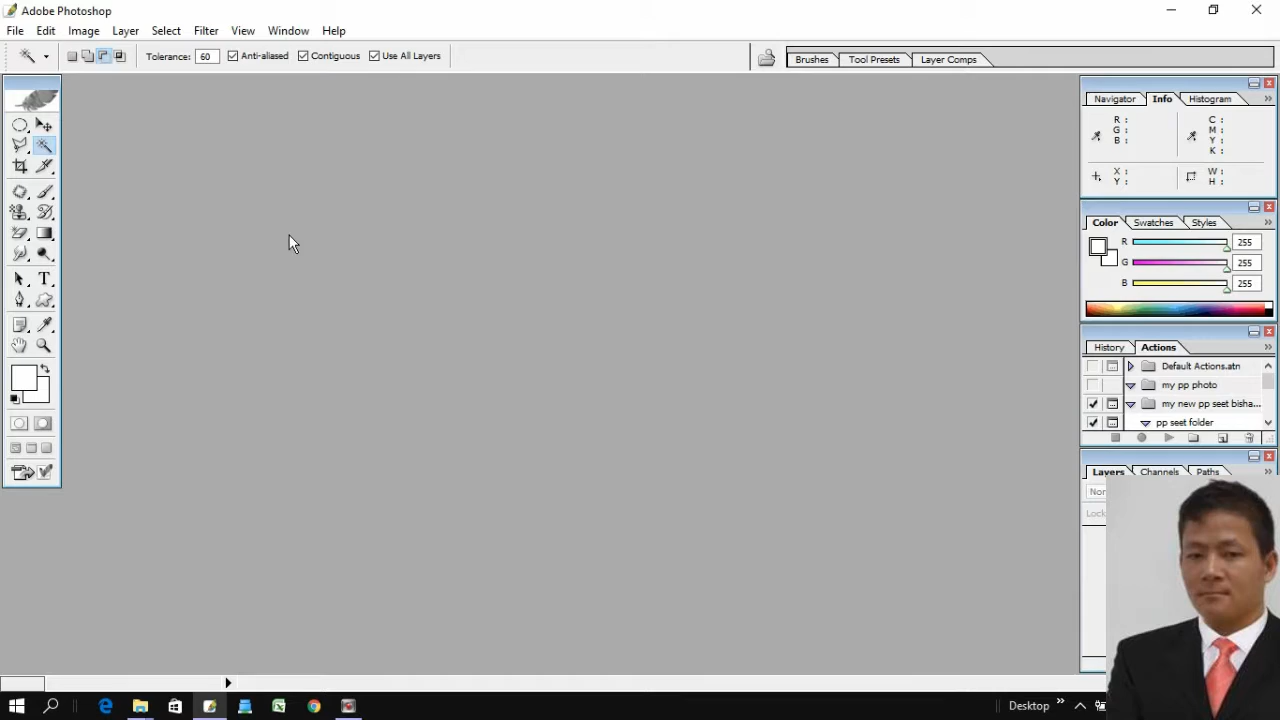 Adobe Photoshop
File Edit Image Layer Select Filter View Window Help
Tolerance: 60 Anti-aliased Contiguous Use All Layers Brushes Tool Presets Layer Comps
Navigator Info Histogram
R : C :
G : M :
B : Y :
K :
X : W :
Y : H :
Color Swatches Styles
R 255
G 255
B 255
History Actions
Default Actions.atn
my pp photo
my new pp seet bisha...
pp seet folder
Layers Channels Paths
Nor
Lock
T
Desktop